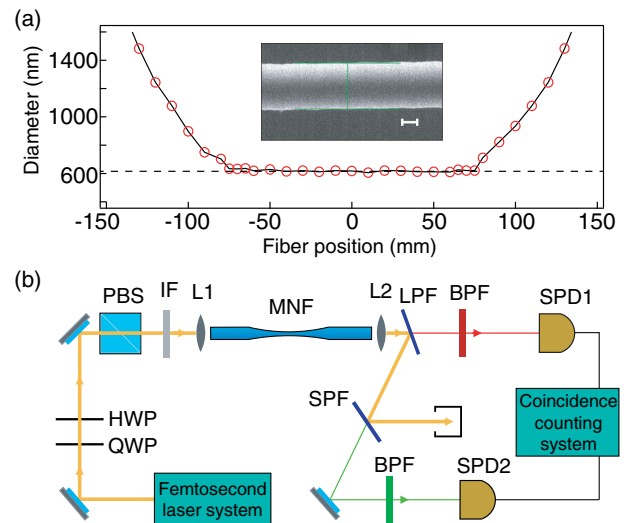 (a)
Diameter (nm)
1400
1000
600
-150
-100
-50
0
50
100
150
Fiber position (mm)
(b)
PBS
IF
L1
MNF
L2
LPF
BPF
SPD1
HWP
QWP
SPF
Coincidence
counting
system
BPF
SPD2
Femtosecond
laser system